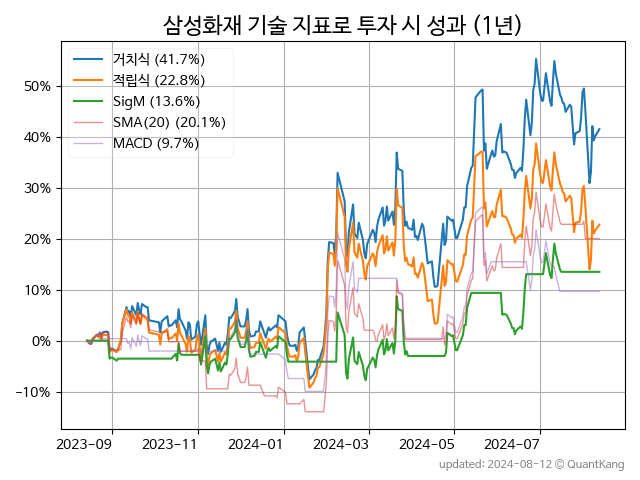 삼성화재 기술 지표로 투자 시 성과 (1년)
거치식 (41.7%)
적립식 (22.8%)
SigM (13.6%)
SMA(20) (20.1%)
MACD (9.7%)
50%
40%
30%
20%
10%
0%
−10%
2023-09 2023-11 2024-01 2024-03 2024-05 2024-07
updated: 2024-08-12 © QuantKang